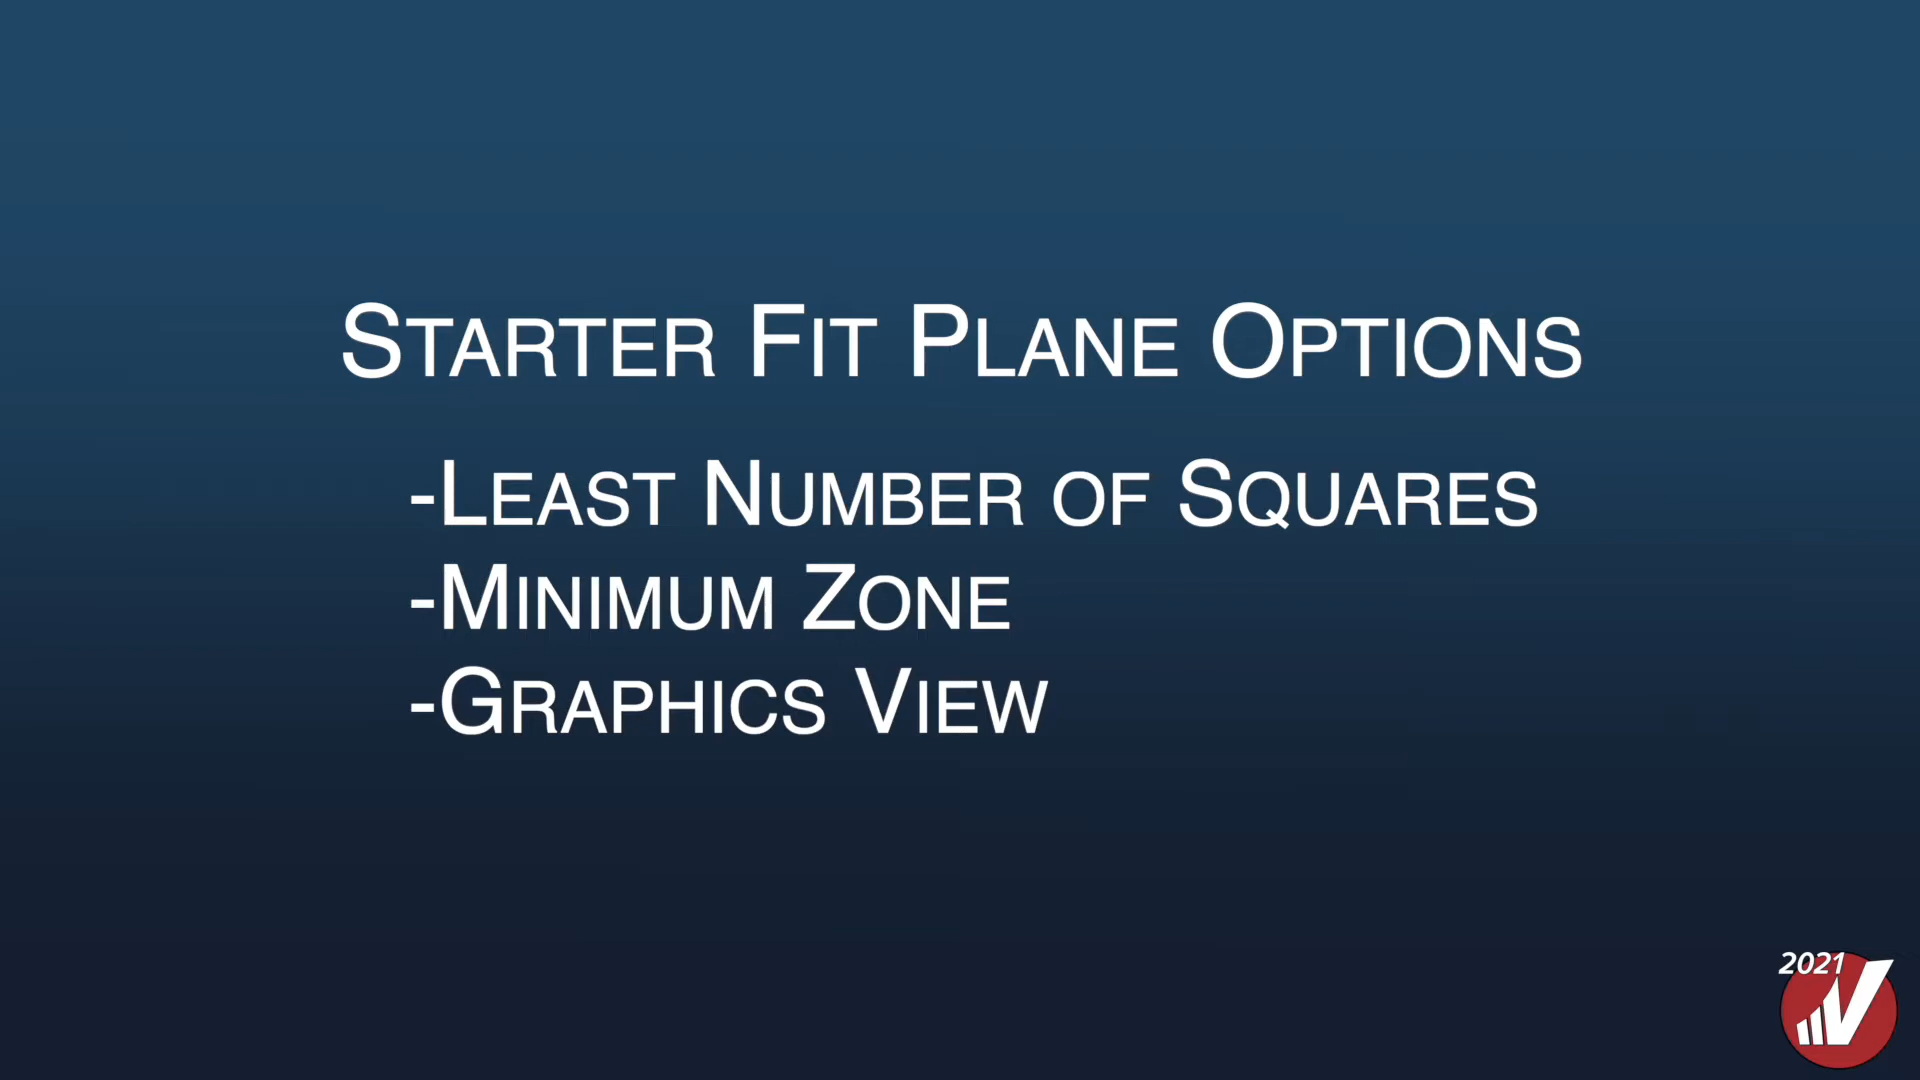 Starter Fit Plane Options
-Least Number of Squares
-Minimum Zone
-Graphics View
2021